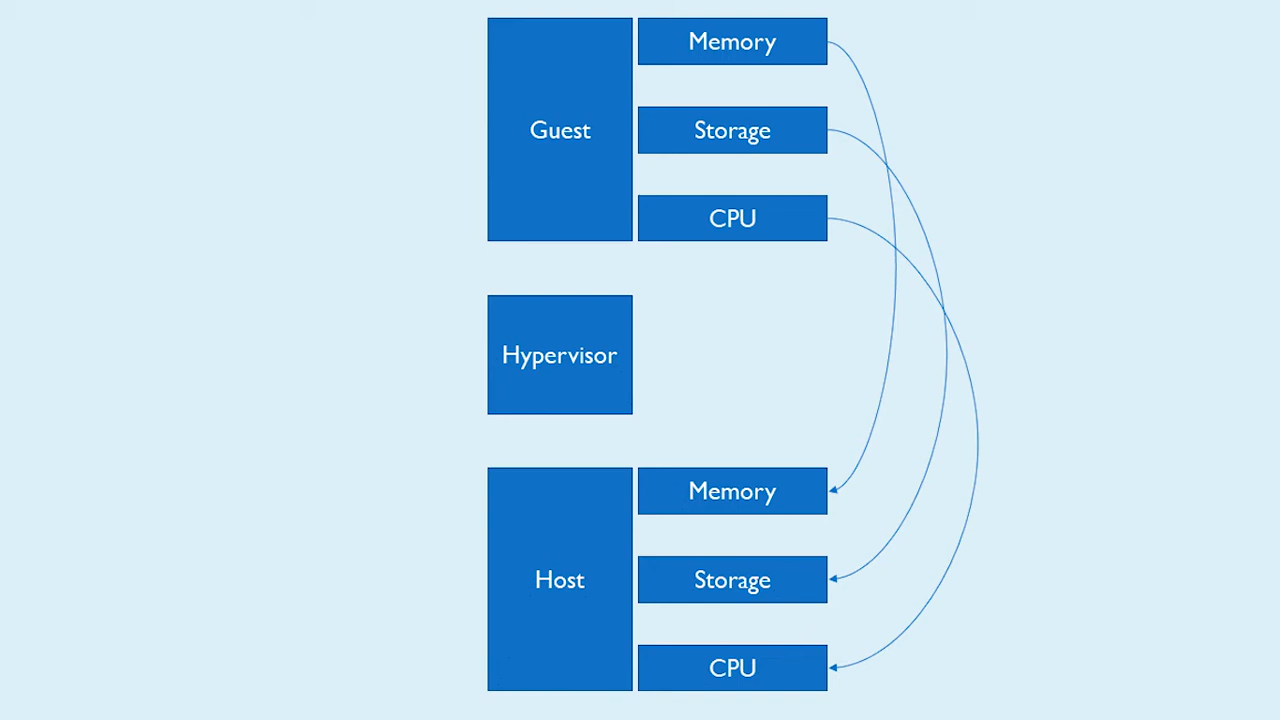 Memory
Guest
Storage
CPU
Hypervisor
Memory
Host
Storage
CPU